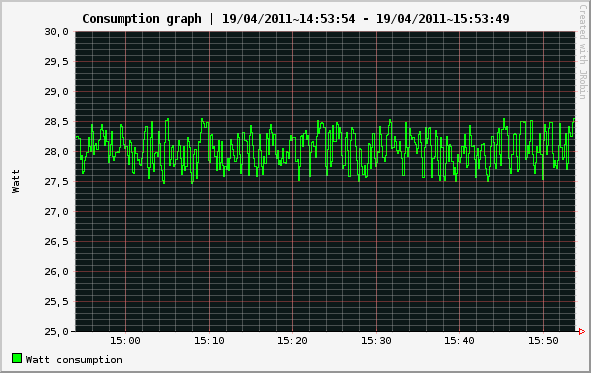 Consumption graph | 19/04/2011~14:53:54 - 19/04/2011~15:53:49
Created with JRobin
30,0
29,5
29,0
28,5
28,0
27,5
27,0
26,5
26,0
25,5
25,0
Watt
15:00 15:10 15:20 15:30 15:40 15:50
Watt consumption